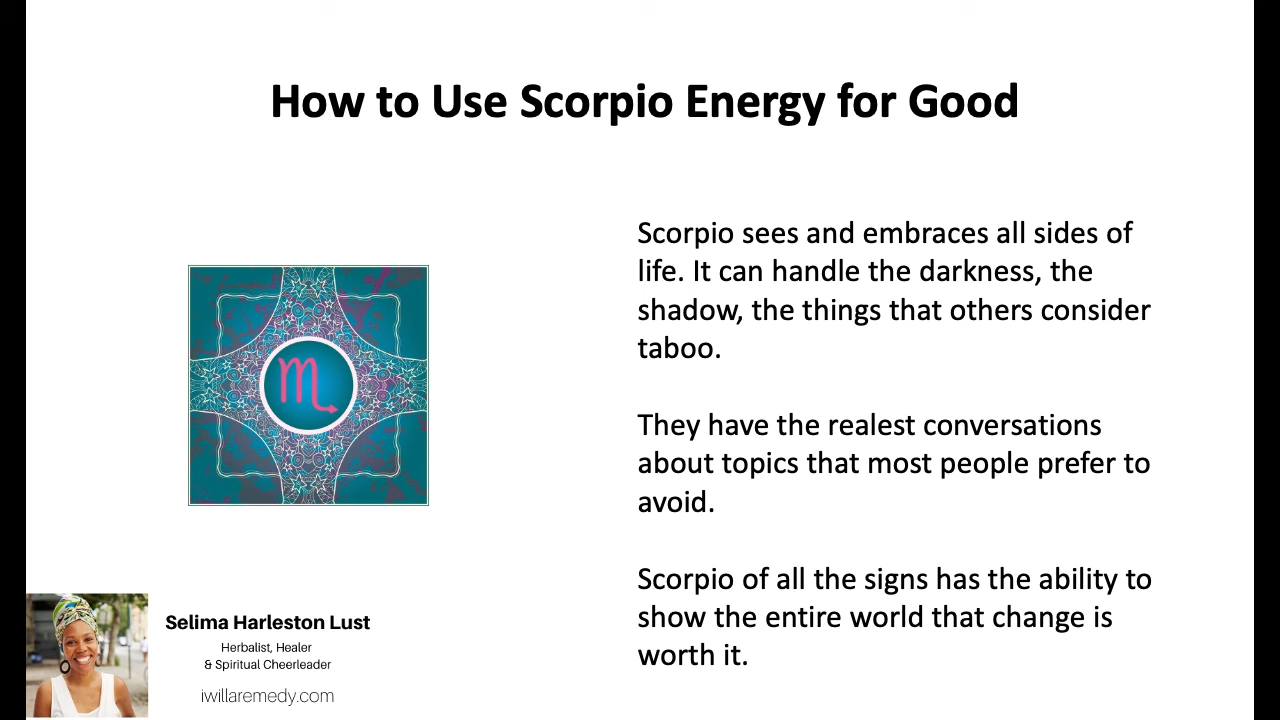 How to Use Scorpio Energy for Good
Scorpio sees and embraces all sides of
life. It can handle the darkness, the
shadow, the things that others consider
taboo.
They have the realest conversations
about topics that most people prefer to
avoid.
Scorpio of all the signs has the ability to
show the entire world that change is
worth it.
Selima Harleston Lust
Herbalist, Healer
& Spiritual Cheerleader
iwillaremedy.com